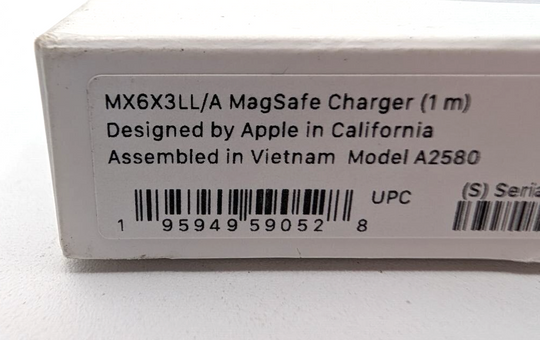 MX6X3LL/A MagSafe Charger (1 m)
Designed by Apple in California
Assembled in Vietnam Model A2580
UPC
(S)
1 95949 59052 8